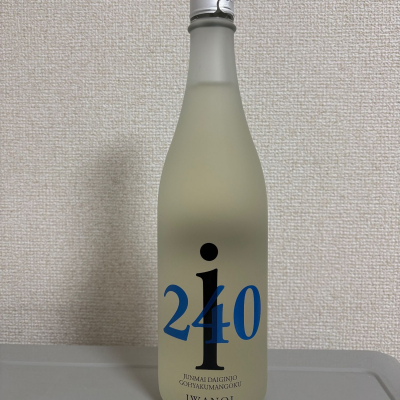 i
240
JUNMAI DAIGINJO
GOHYAKUMANGOKU
IWANOI